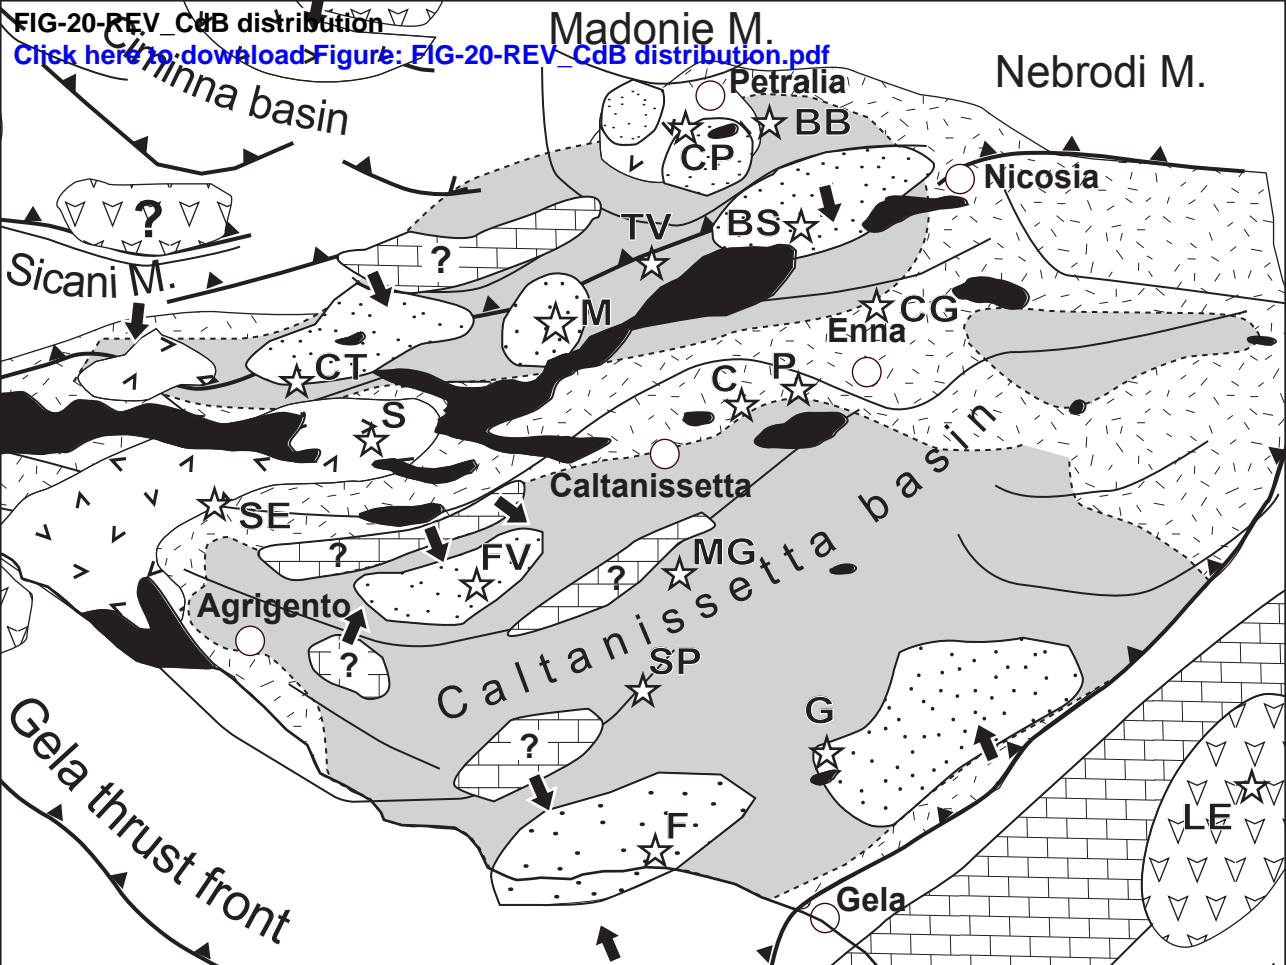 FIG-20-REV_CdB distribution
Click here to download Figure: FIG-20-REV_CdB distribution.pdf
Madonie M.
Ciminna basin
Nebrodi M.
Petralia
BB
CP
Nicosia
?
TV
BS
?
Sicani M.
M
CG
Enna
CT
P
C
S
Caltanissetta
SE
?
FV
MG
?
Caltanissetta basin
Agrigento
?
SP
G
?
Gela thrust front
F
LE
Gela